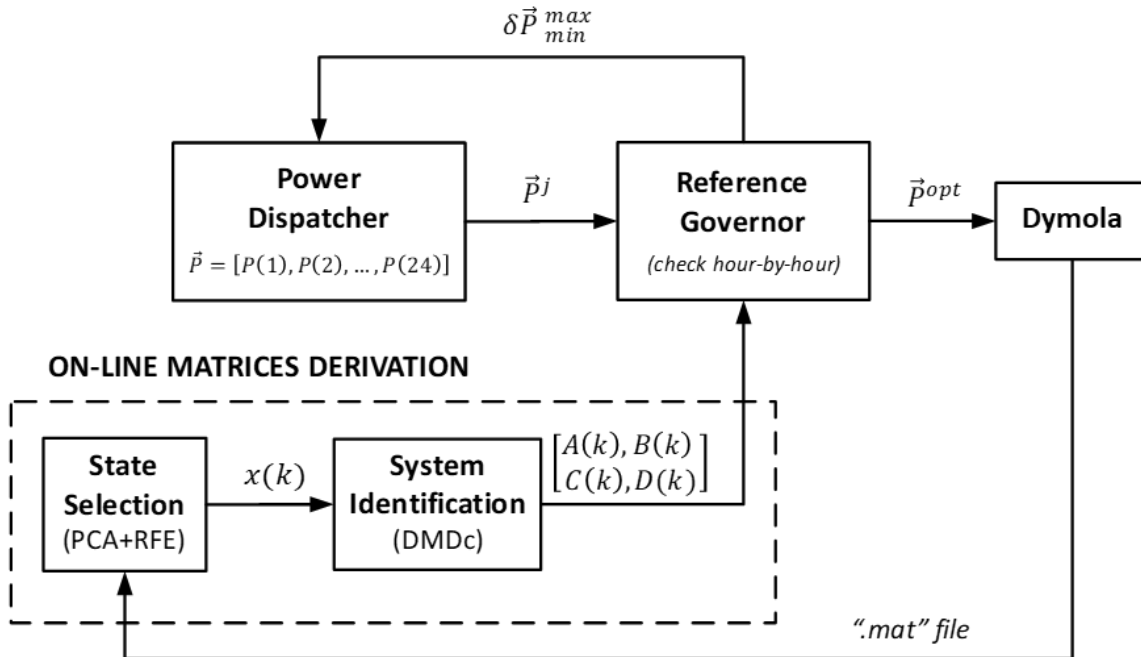 δP⃗ max
min
Power
Dispatcher
P⃗ = [P(1), P(2), … , P(24)]
P⃗ʲ
Reference
Governor
(check hour-by-hour)
P⃗ᵒᵖᵗ
Dymola
ON-LINE MATRICES DERIVATION
State
Selection
(PCA+RFE)
x(k)
System
Identification
(DMDc)
[A(k), B(k)
C(k), D(k)]
“.mat” file